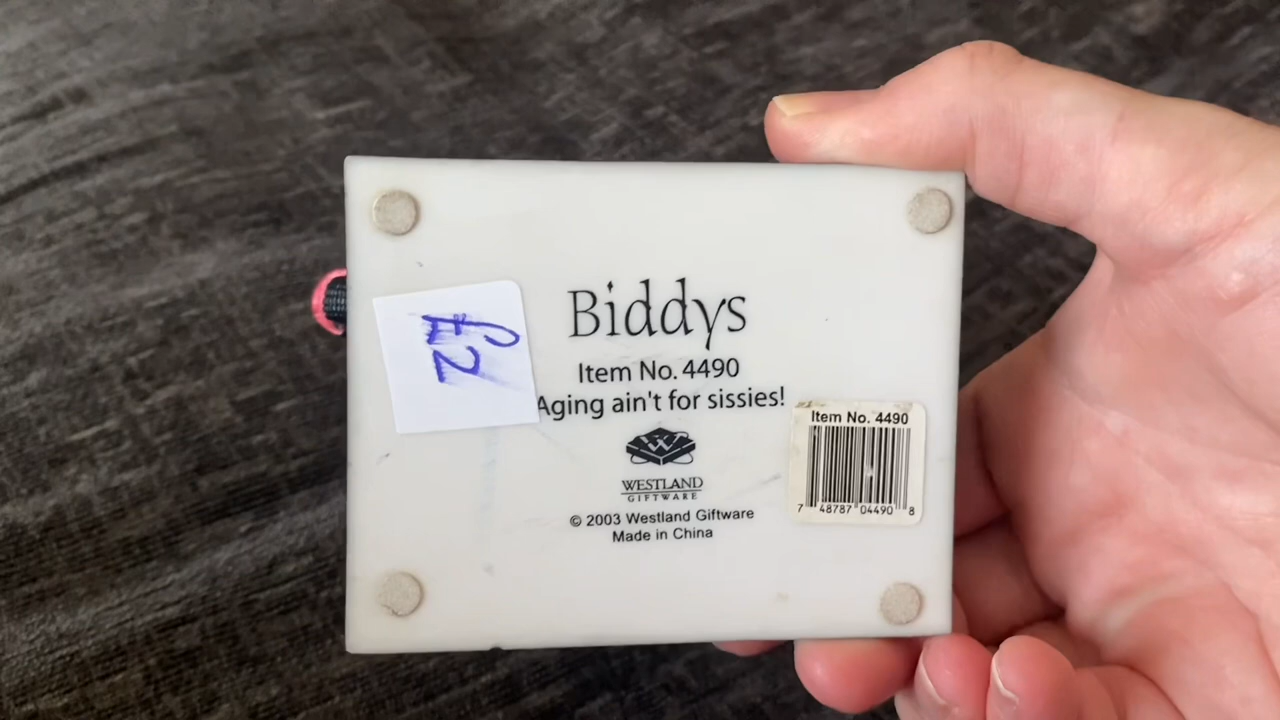 £2
Biddys
Item No. 4490
Aging ain't for sissies!
W
WESTLAND
GIFTWARE
© 2003 Westland Giftware
Made in China
Item No. 4490
7 48787 04490 8